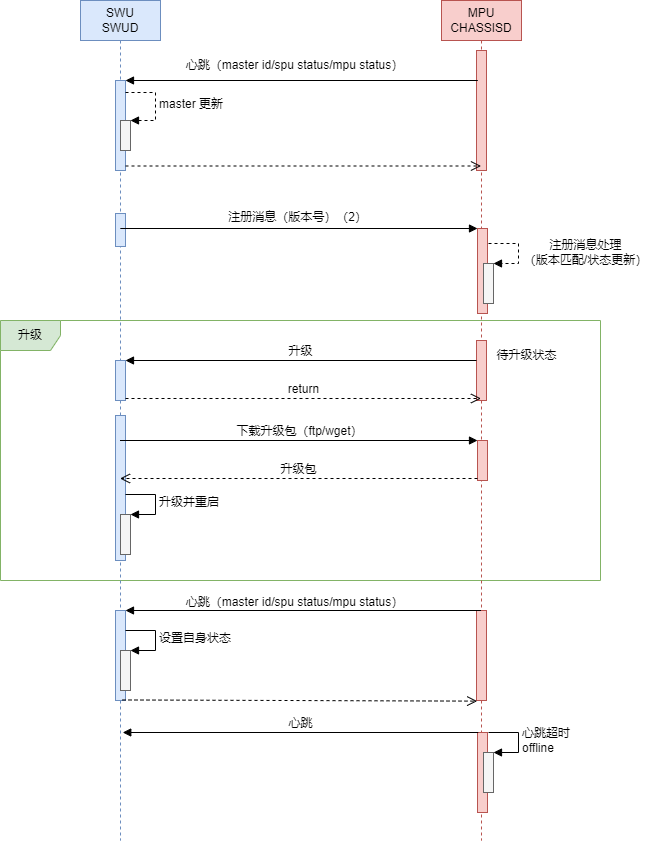 SWU
SWUD
MPU
CHASSISD
心跳（master id/spu status/mpu status）
master 更新
注册消息（版本号）（2）
注册消息处理
（版本匹配/状态更新）
升级
升级
待升级状态
return
下载升级包（ftp/wget）
升级包
升级并重启
心跳（master id/spu status/mpu status）
设置自身状态
心跳
心跳超时
offline